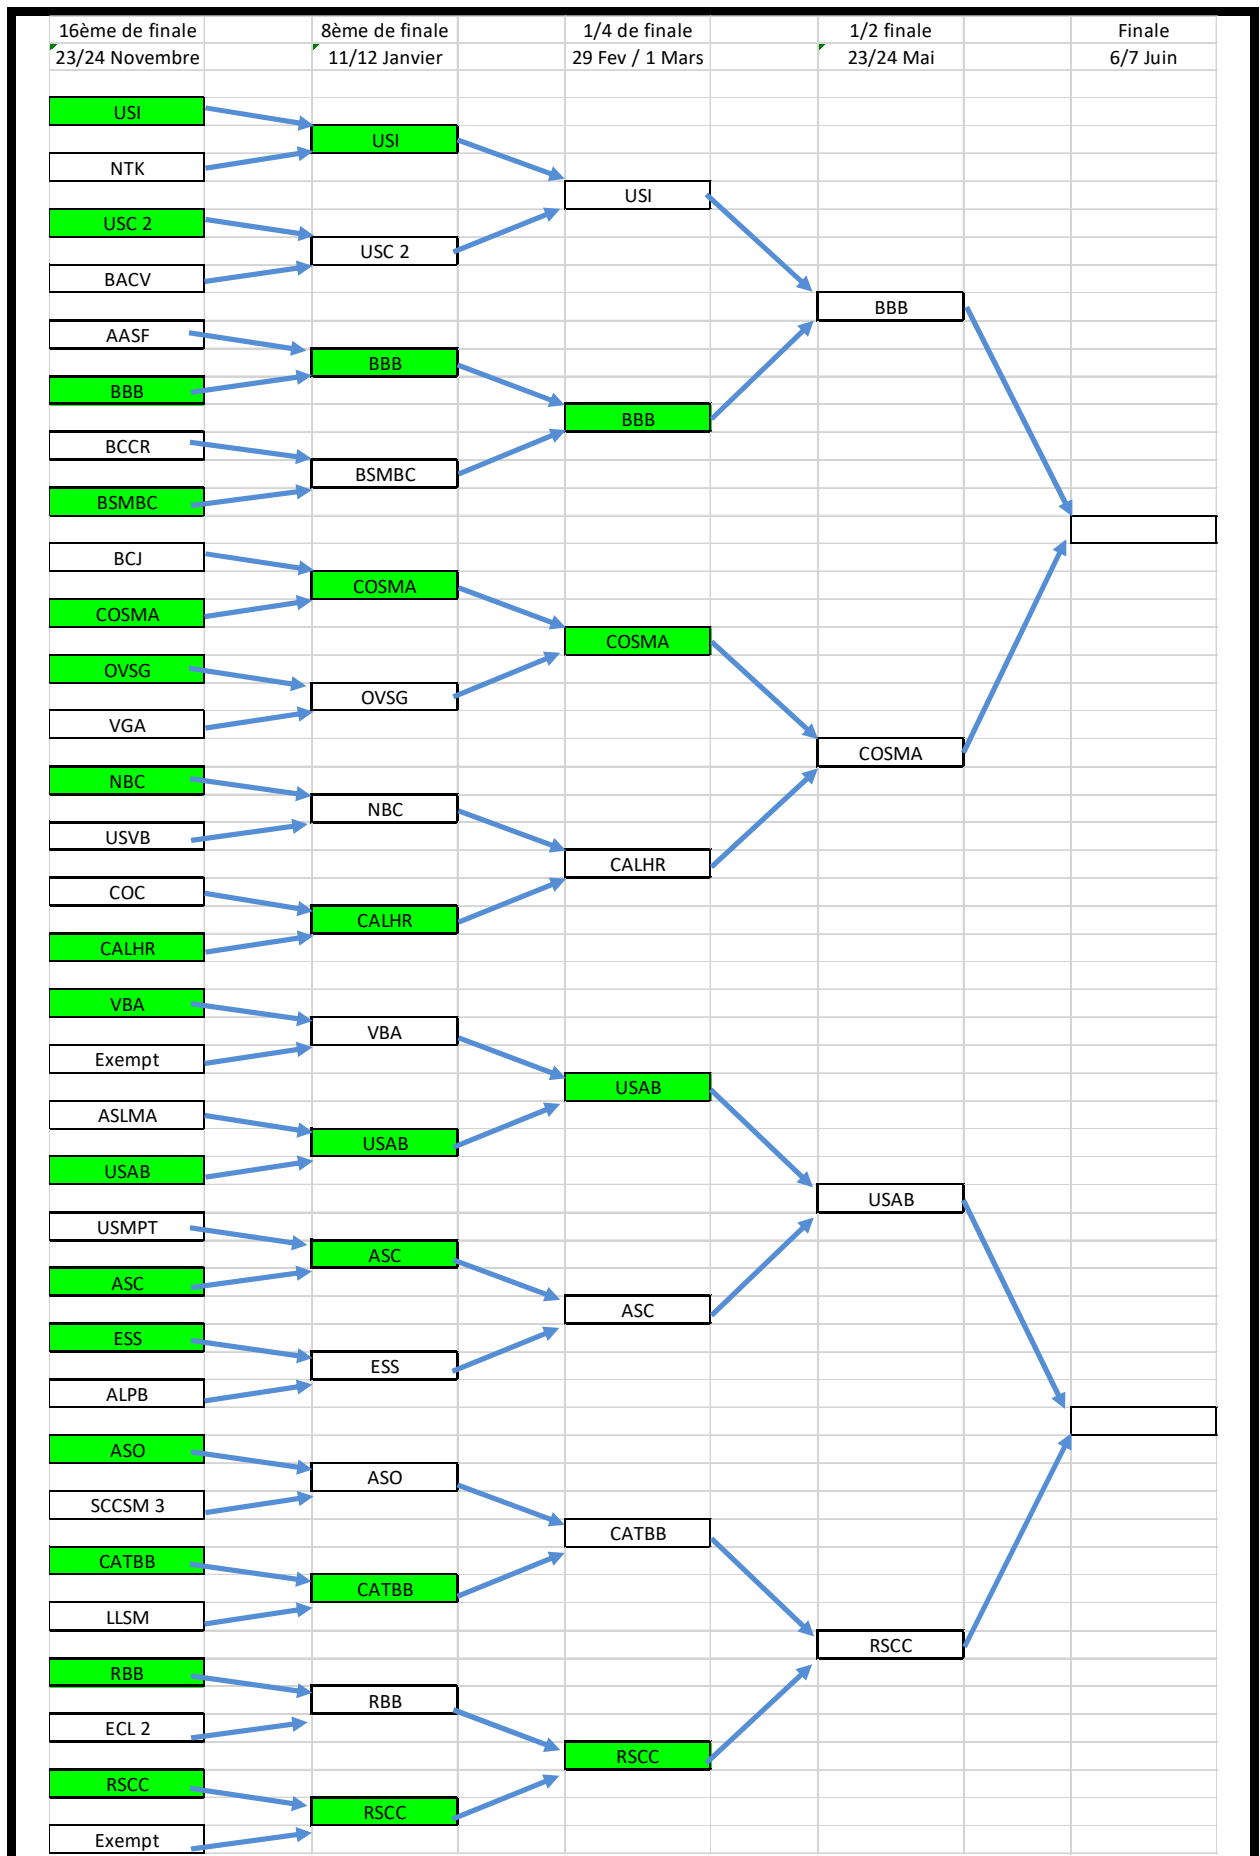 16ème de finale 8ème de finale 1/4 de finale 1/2 finale Finale
23/24 Novembre 11/12 Janvier 29 Fev / 1 Mars 23/24 Mai 6/7 Juin
USI
USI
NTK
USI
USC 2
USC 2
BACV
BBB
AASF
BBB
BBB
BBB
BCCR
BSMBC
BSMBC
BCJ
COSMA
COSMA
COSMA
OVSG
OVSG
VGA
COSMA
NBC
NBC
USVB
CALHR
COC
CALHR
CALHR
VBA
VBA
Exempt
USAB
ASLMA
USAB
USAB
USAB
USMPT
ASC
ASC
ASC
ESS
ESS
ALPB
ASO
ASO
SCCSM 3
CATBB
CATBB
CATBB
LLSM
RSCC
RBB
RBB
ECL 2
RSCC
RSCC
RSCC
Exempt